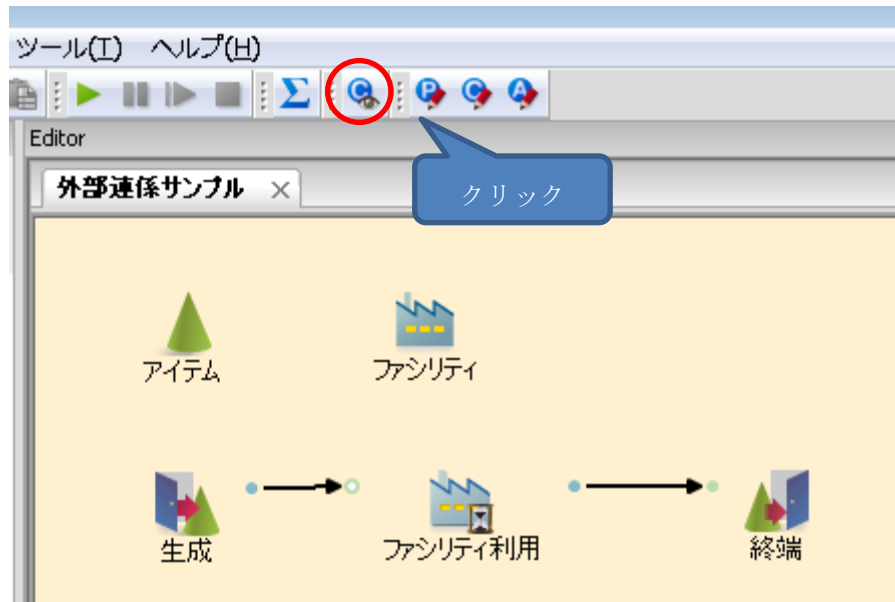 ツール(T) ヘルプ(H)
Σ C P C A
Editor
外部連係サンプル ×
クリック
アイテム
ファシリティ
生成
ファシリティ利用
終端